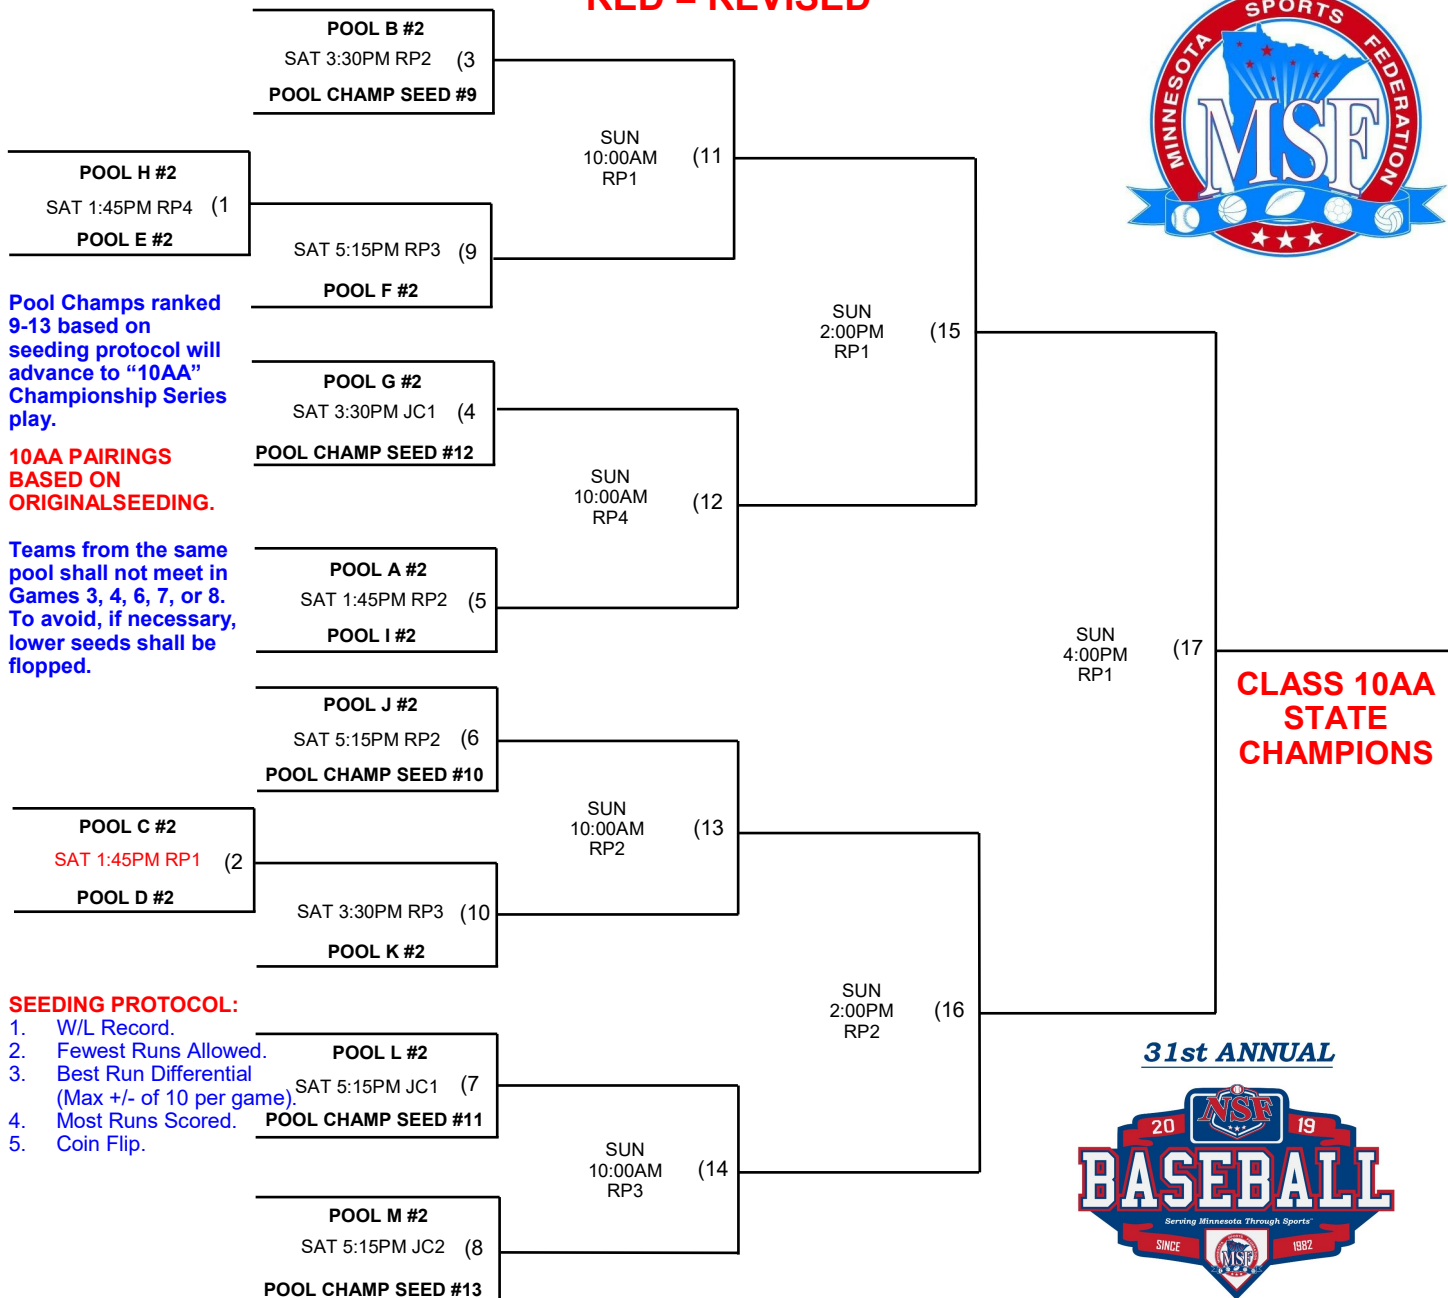 RED = REVISED
POOL B #2
SAT 3:30PM RP2 (3
POOL CHAMP SEED #9
SUN
10:00AM (11
RP1
POOL H #2
SAT 1:45PM RP4 (1
POOL E #2
SAT 5:15PM RP3 (9
POOL F #2
Pool Champs ranked
9-13 based on
seeding protocol will
advance to “10AA”
Championship Series
play.
10AA PAIRINGS
BASED ON
ORIGINALSEEDING.
Teams from the same
pool shall not meet in
Games 3, 4, 6, 7, or 8.
To avoid, if necessary,
lower seeds shall be
flopped.
SUN
2:00PM (15
RP1
POOL G #2
SAT 3:30PM JC1 (4
POOL CHAMP SEED #12
SUN
10:00AM (12
RP4
POOL A #2
SAT 1:45PM RP2 (5
POOL I #2
SUN
4:00PM (17
RP1
CLASS 10AA
STATE
CHAMPIONS
POOL J #2
SAT 5:15PM RP2 (6
POOL CHAMP SEED #10
SUN
10:00AM (13
RP2
POOL C #2
SAT 1:45PM RP1 (2
POOL D #2
SAT 3:30PM RP3 (10
POOL K #2
SUN
2:00PM (16
RP2
SEEDING PROTOCOL:
1. W/L Record.
2. Fewest Runs Allowed.
3. Best Run Differential
(Max +/- of 10 per game).
4. Most Runs Scored.
5. Coin Flip.
POOL L #2
SAT 5:15PM JC1 (7
POOL CHAMP SEED #11
SUN
10:00AM (14
RP3
POOL M #2
SAT 5:15PM JC2 (8
POOL CHAMP SEED #13
MINNESOTA SPORTS FEDERATION
MSF
31st ANNUAL
NSF
20 19
BASEBALL
Serving Minnesota Through Sports
SINCE 1982
MSF